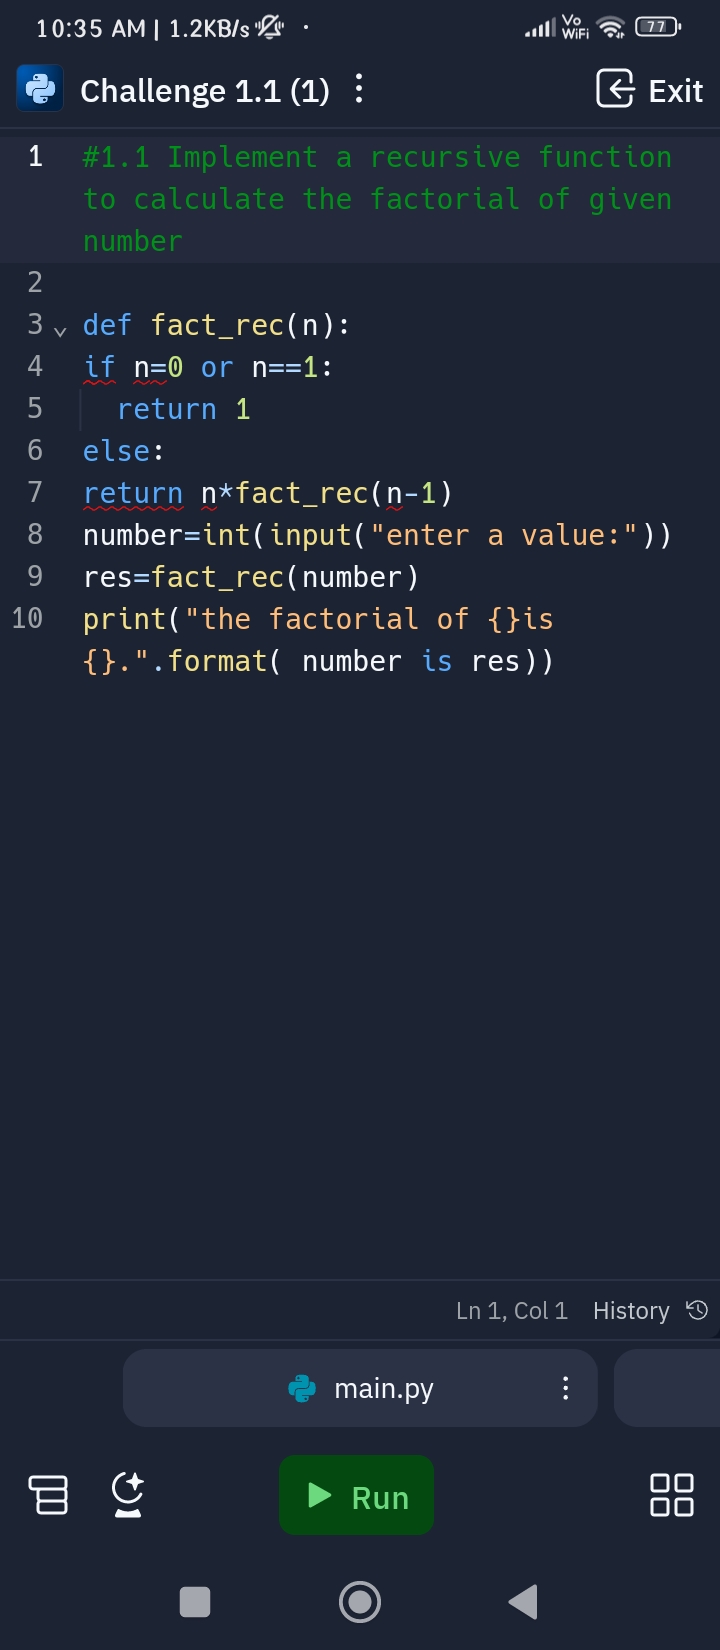 10:35 AM | 1.2KB/s
Vo
WiFi
77
Challenge 1.1 (1)
Exit
1 #1.1 Implement a recursive function
to calculate the factorial of given
number
2
3 def fact_rec(n):
4 if n=0 or n==1:
5   return 1
6 else:
7 return n*fact_rec(n-1)
8 number=int(input("enter a value:"))
9 res=fact_rec(number)
10 print("the factorial of {}is
{}.".format( number is res))
Ln 1, Col 1 History
main.py
Run